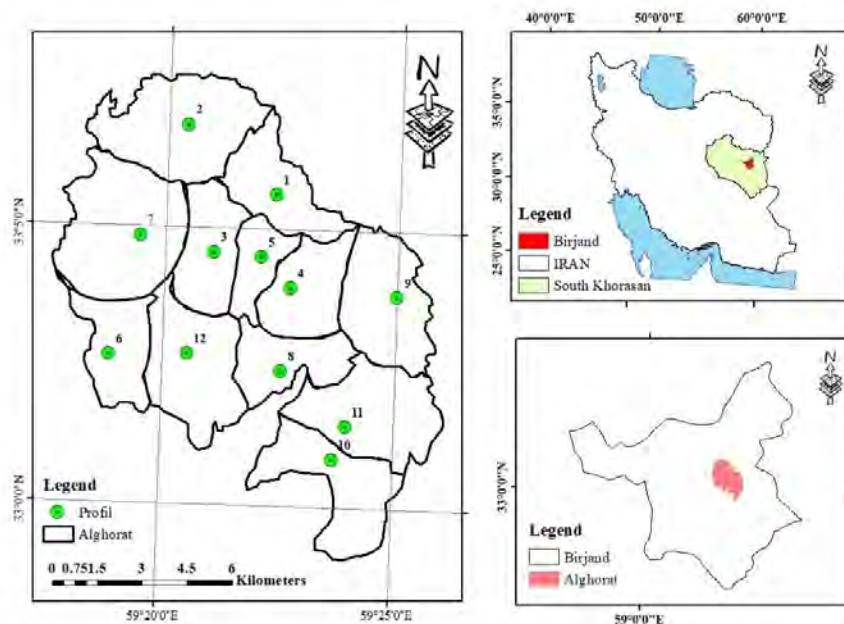 N
2
1
7
3
5
4
9
6
12
8
11
10
33°5'0"N
33°0'0"N
Legend
Profil
Alghorat
0 0.75 1.5 3 4.5 6
Kilometers
59°20'0"E
59°25'0"E
40°0'0"E
50°0'0"E
60°0'0"E
35°0'0"N
30°0'0"N
25°0'0"N
N
Legend
Birjand
IRAN
South Khorasan
N
33°0'0"N
Legend
Birjand
Alghorat
59°0'0"E